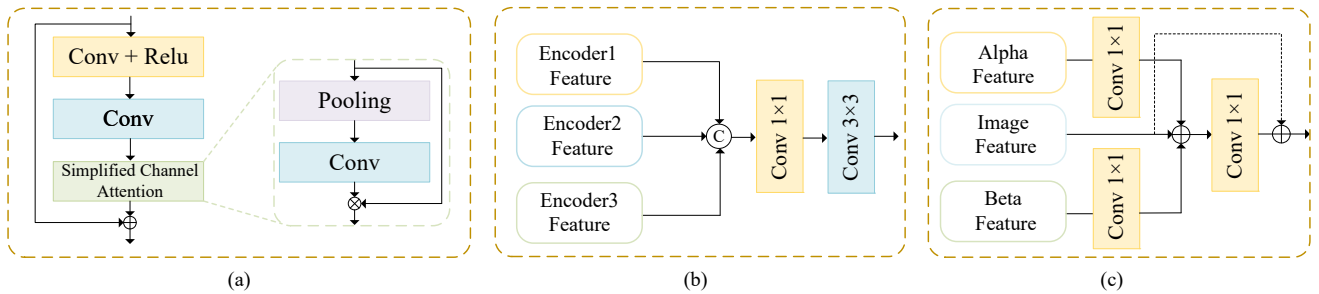 Conv + Relu
Conv
Simplified Channel
Attention
Pooling
Conv
(a)
Encoder1
Feature
Encoder2
Feature
Encoder3
Feature
C
Conv 1×1
Conv 3×3
(b)
Alpha
Feature
Image
Feature
Beta
Feature
Conv 1×1
Conv 1×1
Conv 1×1
(c)